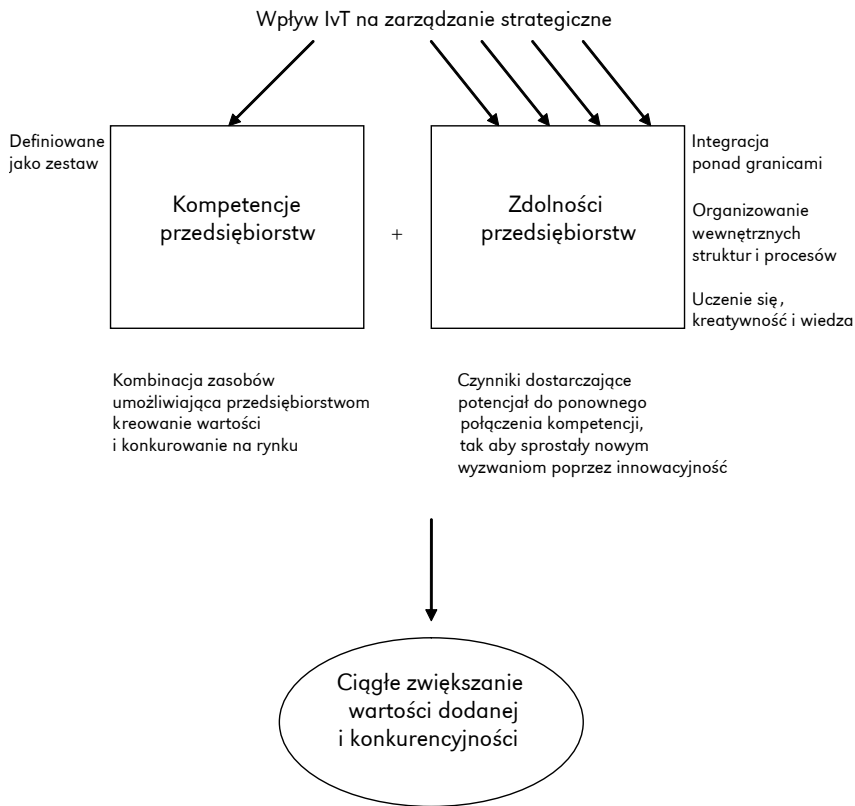 Wpływ IvT na zarządzanie strategiczne
Definiowane
jako zestaw
Kompetencje
przedsiębiorstw
+
Zdolności
przedsiębiorstw
Integracja
ponad granicami
Organizowanie
wewnętrznych
struktur i procesów
Uczenie się,
kreatywność i wiedza
Kombinacja zasobów
umożliwiająca przedsiębiorstwom
kreowanie wartości
i konkurowanie na rynku
Czynniki dostarczające
potencjał do ponownego
połączenia kompetencji,
tak aby sprostały nowym
wyzwaniom poprzez innowacyjność
Ciągłe zwiększanie
wartości dodanej
i konkurencyjności